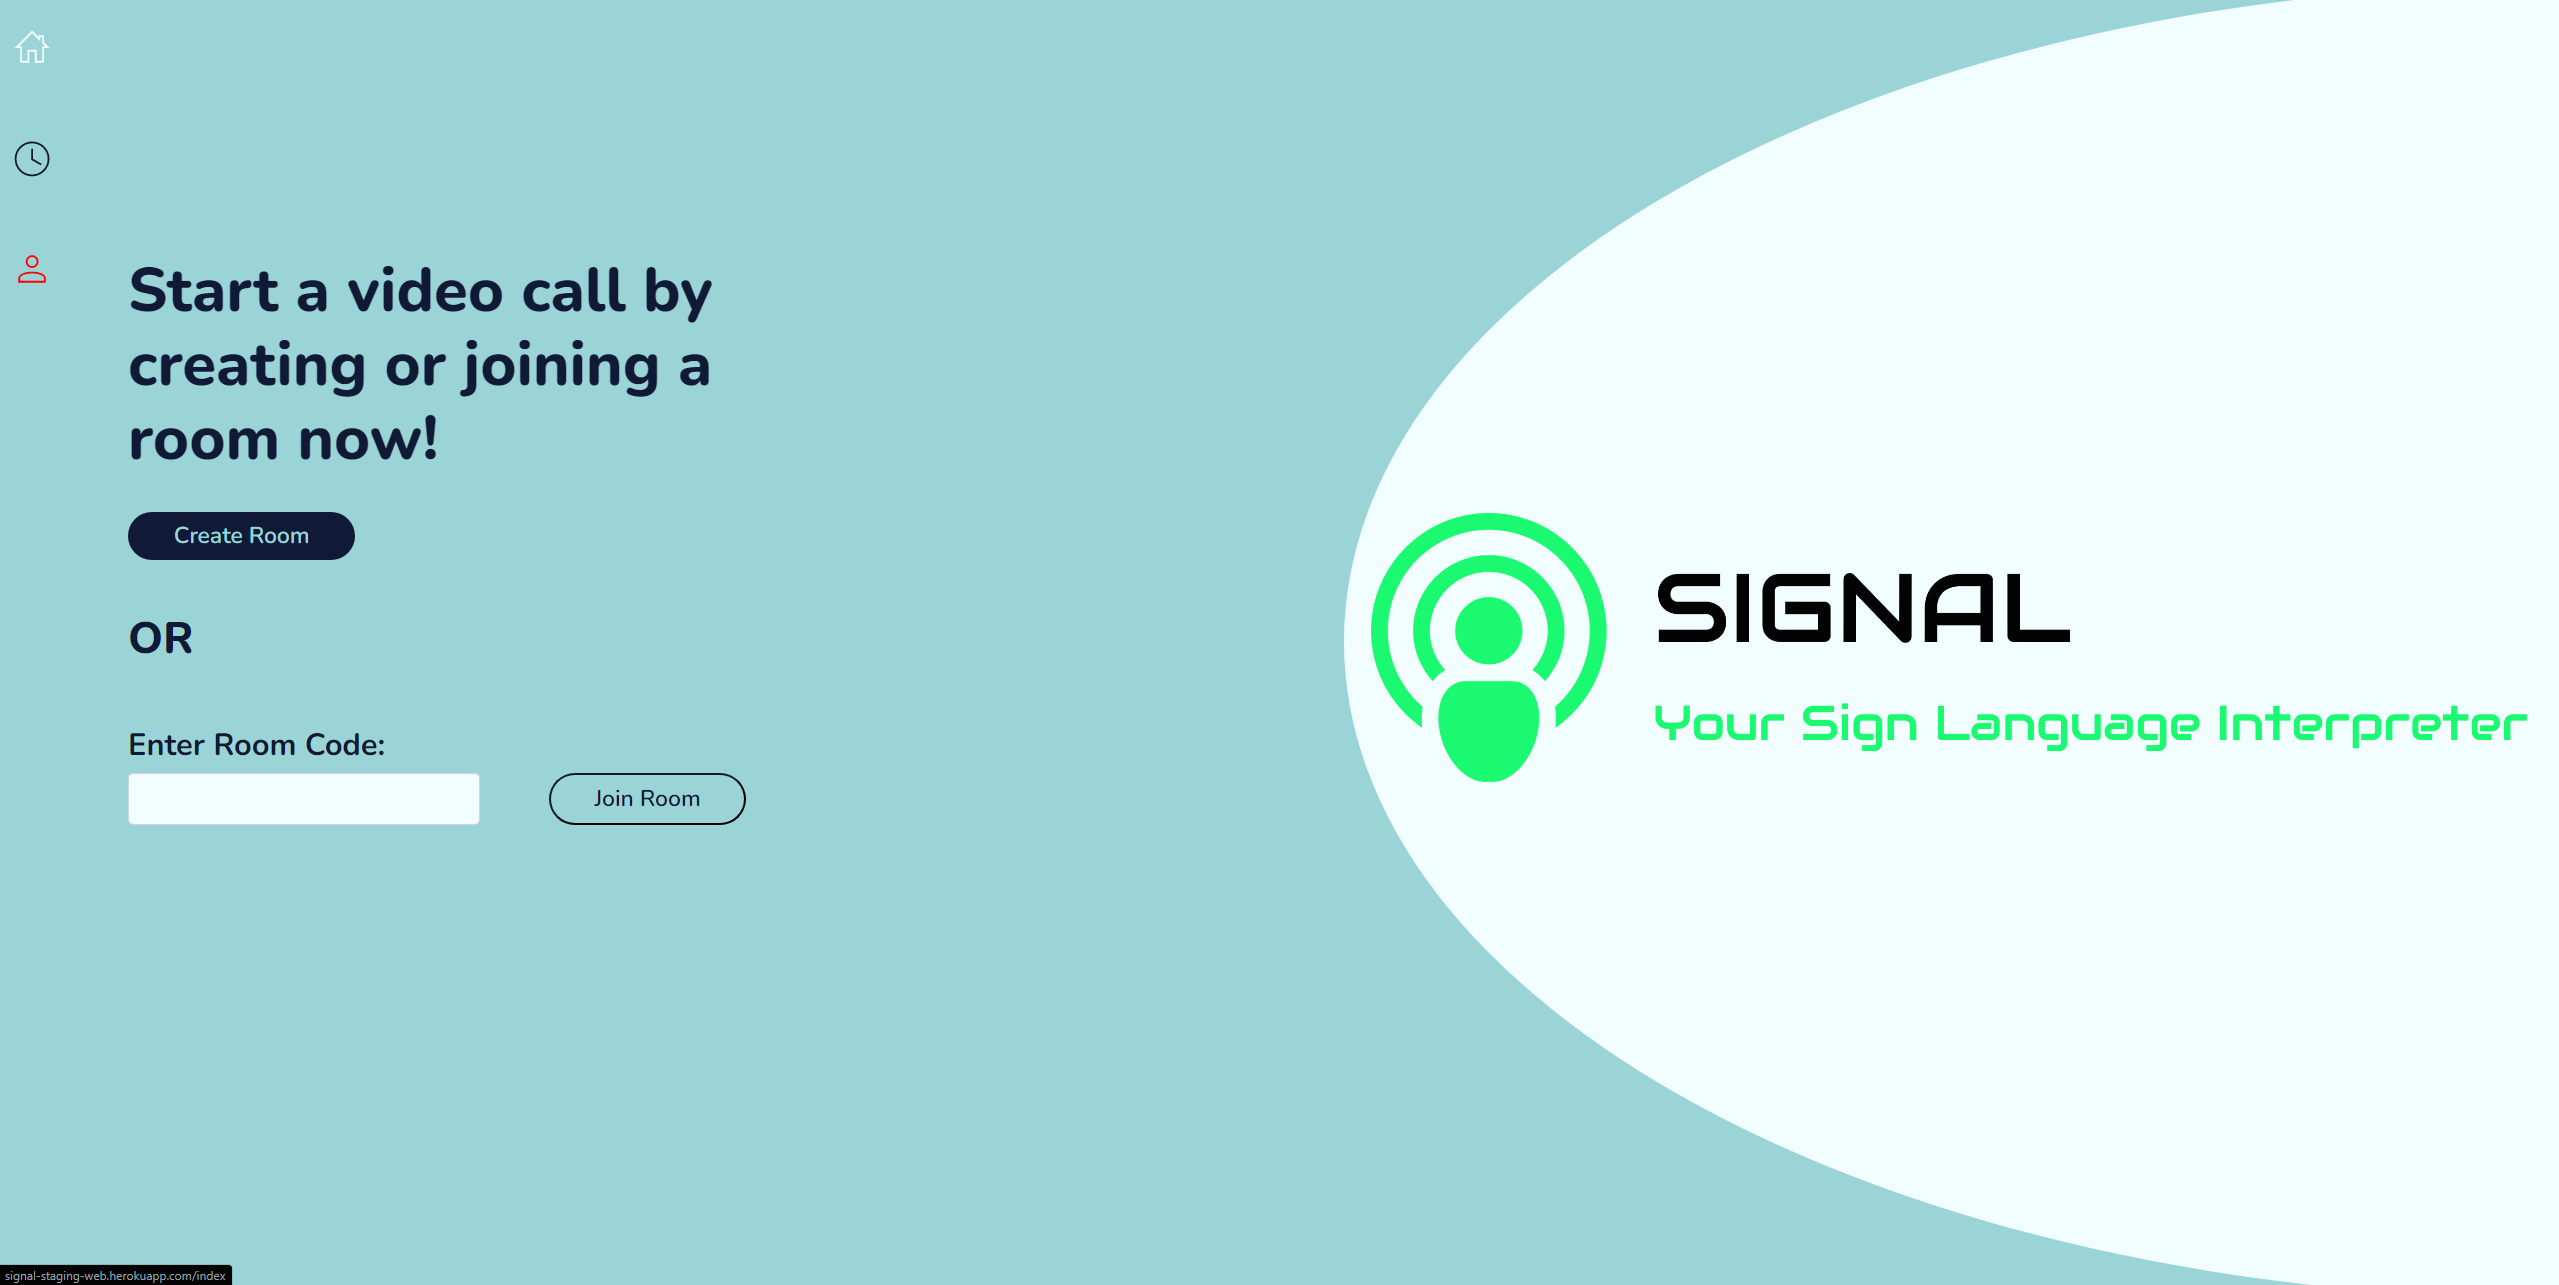 Start a video call by
creating or joining a
room now!
Create Room
OR
Enter Room Code:
Join Room
SIGNAL
Your Sign Language Interpreter
signal-staging-web.herokuapp.com/index